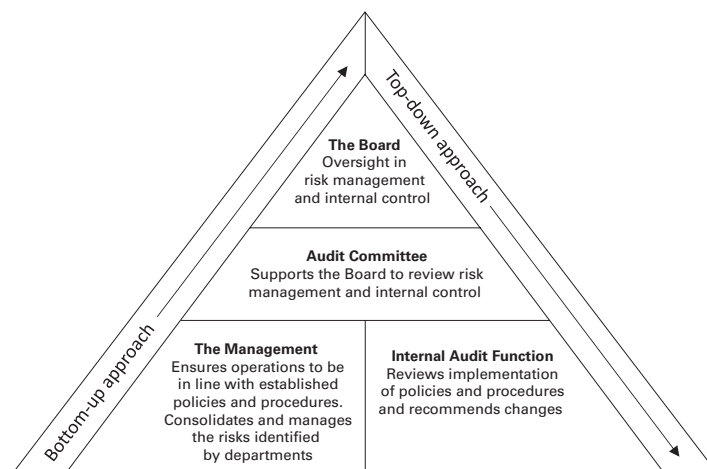 Top-down approach
The Board
Oversight in
risk management
and internal control
Audit Committee
Supports the Board to review risk
management and internal control
Bottom-up approach
The Management
Ensures operations to be
in line with established
policies and procedures.
Consolidates and manages
the risks identified
by departments
Internal Audit Function
Reviews implementation
of policies and procedures
and recommends changes